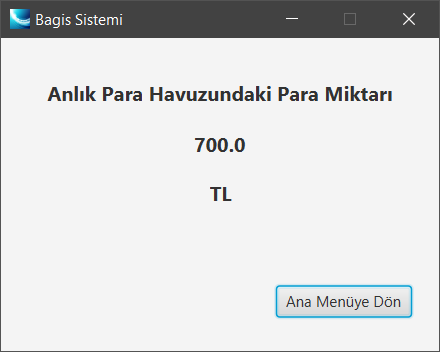 Bagis Sistemi
Anlık Para Havuzundaki Para Miktarı
700.0
TL
Ana Menüye Dön